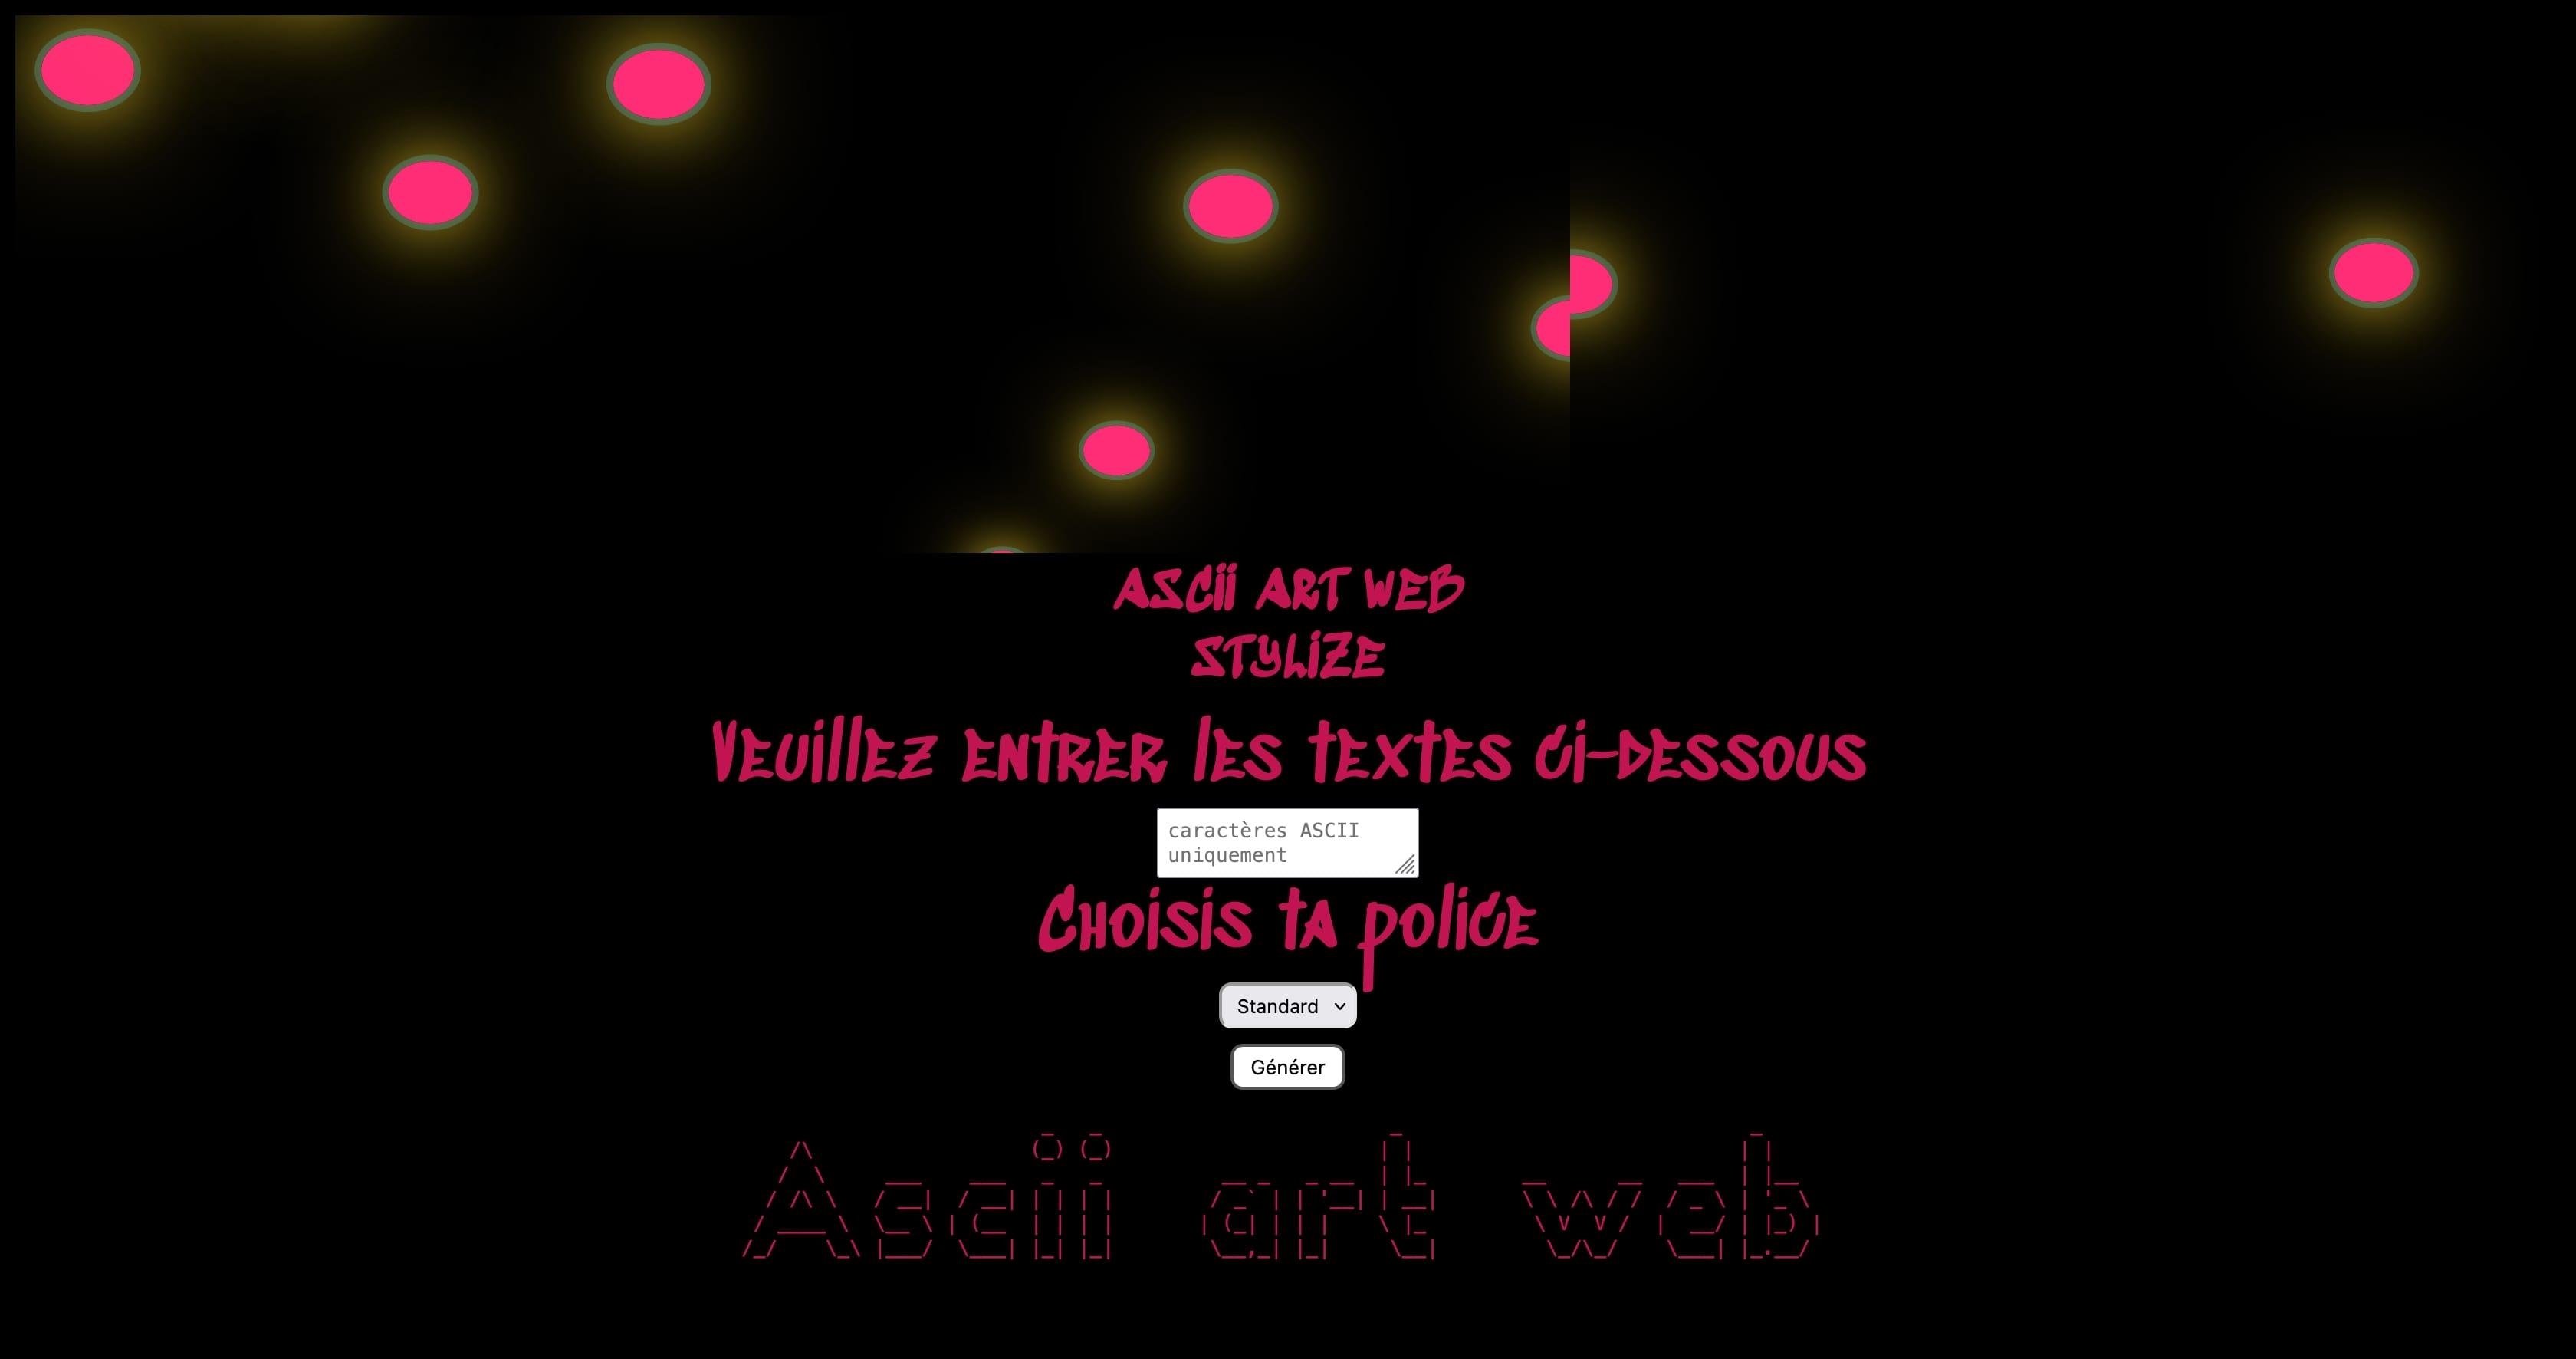 ASCii ART WEB
STYLiZE
Veuillez entrer les textes ci-dessous
caractères ASCII
uniquement
Choisis ta police
Standard
Générer
Ascii art web